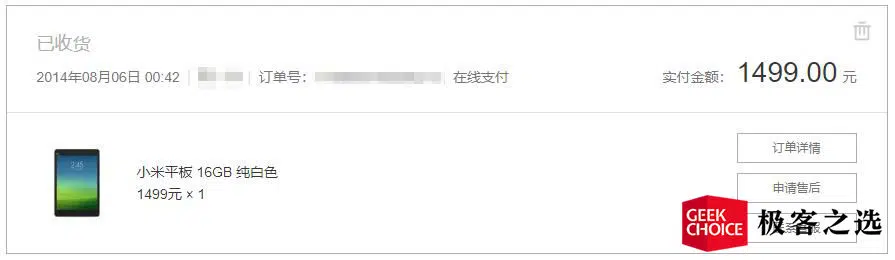 已收货
2014年08月06日 00:42 订单号: 在线支付 实付金额: 1499.00 元
小米平板 16GB 纯白色
1499元 × 1
订单详情
申请售后
GEEK CHOICE 极客之选